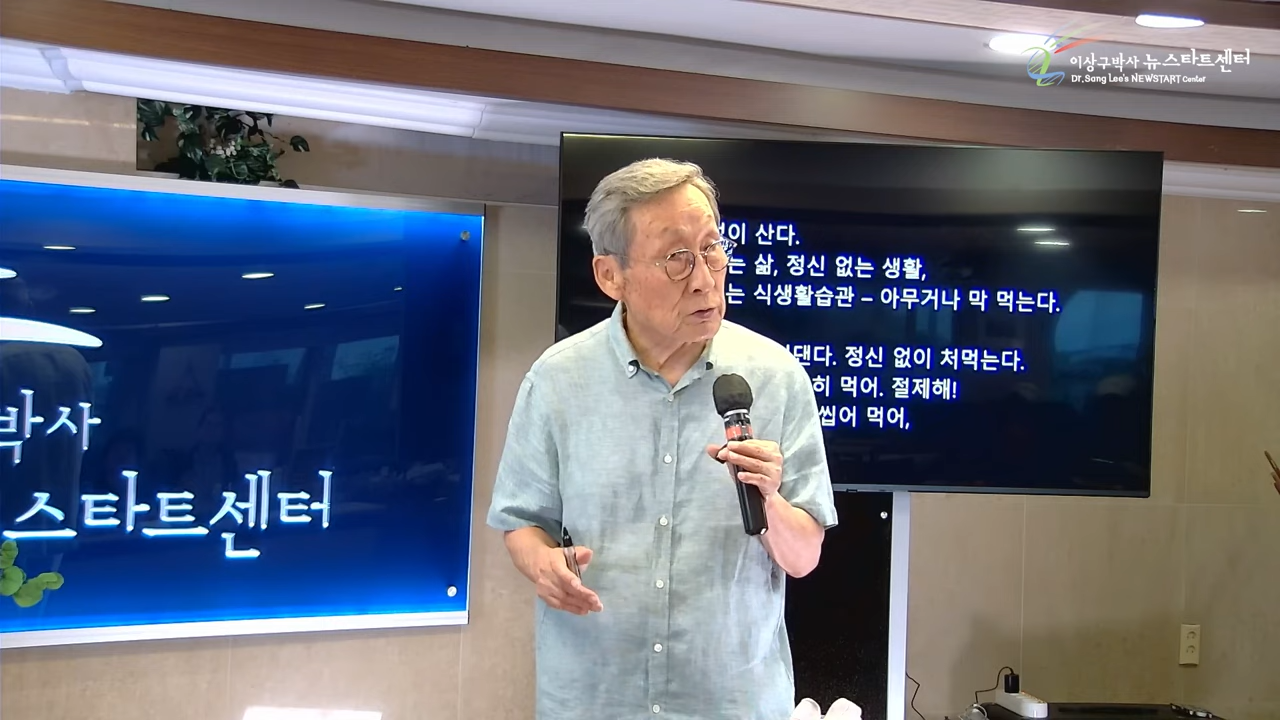 이상구박사 뉴스타트센터
Dr. Sang Lee's NEWSTART Center
산다.
는 삶, 정신 없는 생활,
는 식생활습관 – 아무거나 막 먹는다.
댄다. 정신 없이 처먹는다.
히 먹어. 절제해!
씹어 먹어,
박사
스타트센터